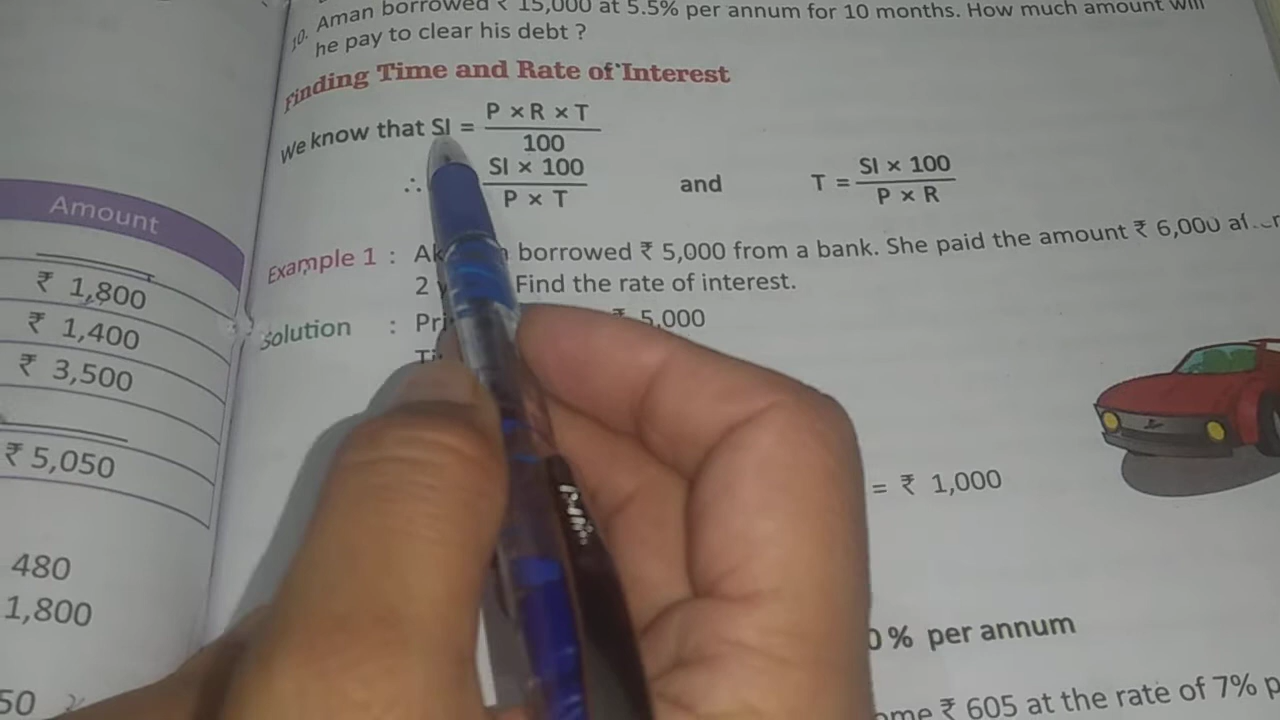 Amount
₹ 1,800
₹ 1,400
₹ 3,500
₹ 5,050
480
1,800
50
10. Aman borrowed ₹ 15,000 at 5.5% per annum for 10 months. How much amount will
he pay to clear his debt ?
Finding Time and Rate of Interest
We know that SI = P × R × T
100
∴ SI × 100 and T = SI × 100
P × T P × R
Example 1 : borrowed ₹ 5,000 from a bank. She paid the amount ₹ 6,000
2 Find the rate of interest.
Solution : ₹ 5,000
= ₹ 1,000
0% per annum
₹ 605 at the rate of 7%